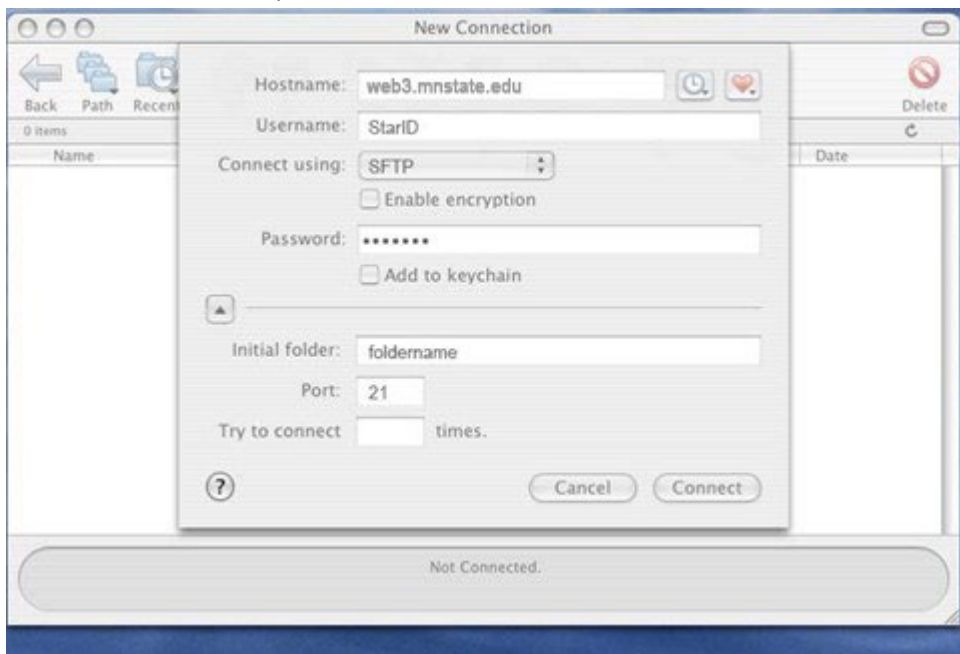 New Connection
Back Path Recent Delete
0 items
Name Date
Hostname: web3.mnstate.edu
Username: StarID
Connect using: SFTP
Enable encryption
Password: •••••••
Add to keychain
Initial folder: foldername
Port: 21
Try to connect times.
? Cancel Connect
Not Connected.